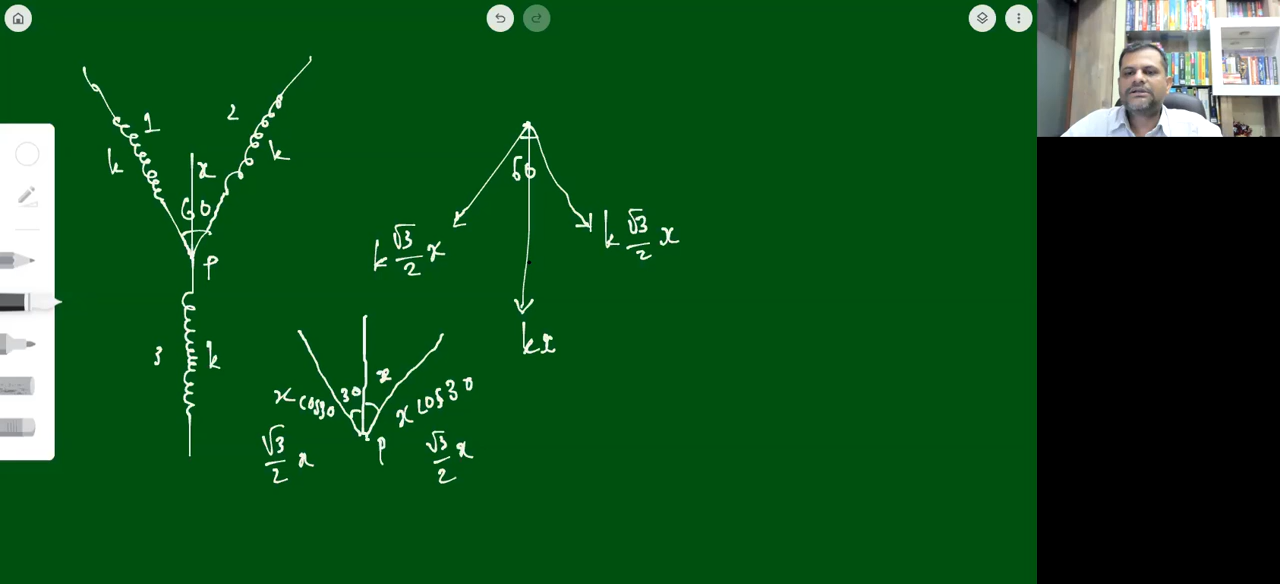 1
2
k
k
x
60
P
3
k
60
k √3/2 x
k √3/2 x
kx
30
x
x cos30
x cos30
√3/2 x
√3/2 x
P